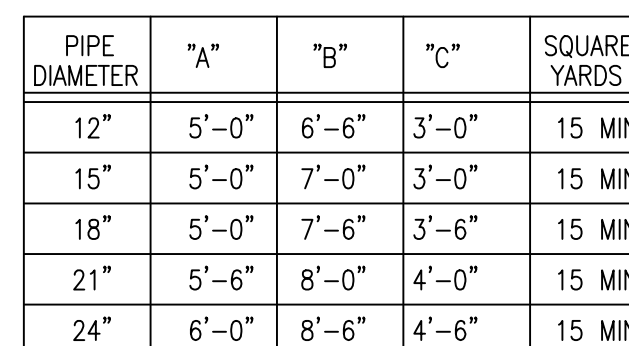 PIPE DIAMETER "A" "B" "C" SQUARE YARDS
12" 5'-0" 6'-6" 3'-0" 15 MIN
15" 5'-0" 7'-0" 3'-0" 15 MIN
18" 5'-0" 7'-6" 3'-6" 15 MIN
21" 5'-6" 8'-0" 4'-0" 15 MIN
24" 6'-0" 8'-6" 4'-6" 15 MIN